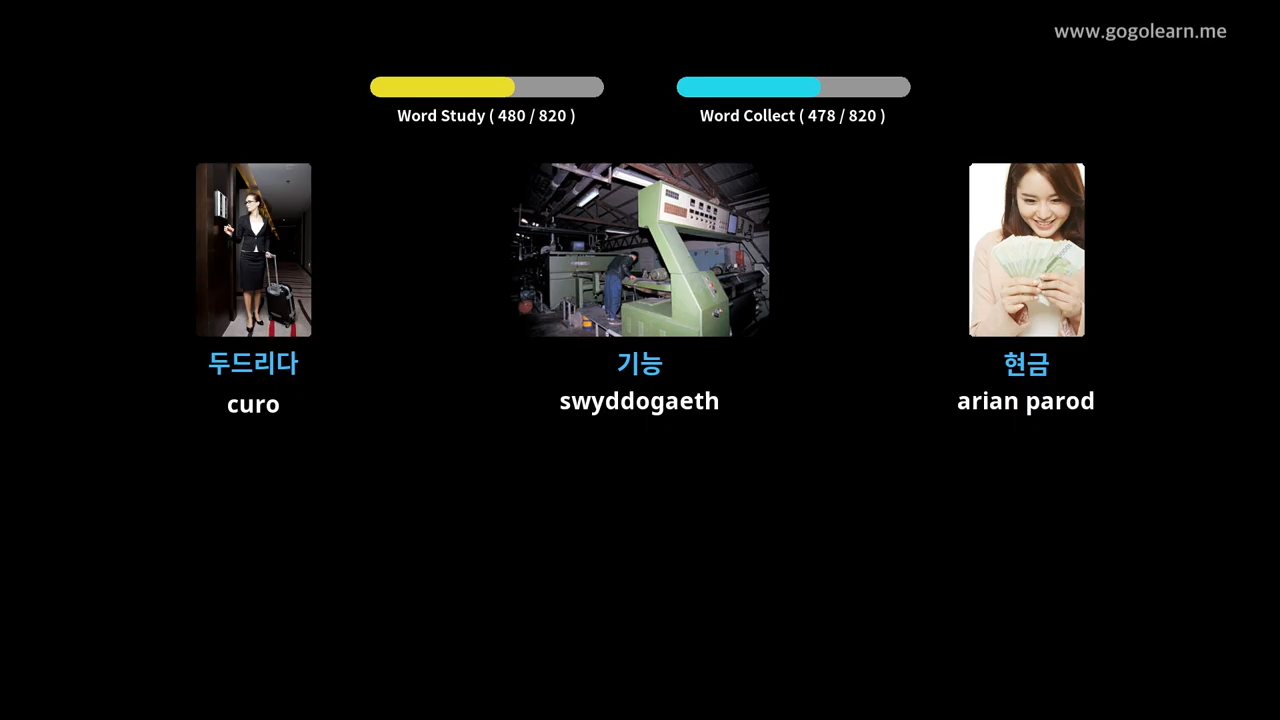 www.gogolearn.me
Word Study ( 480 / 820 )
Word Collect ( 478 / 820 )
두드리다
curo
기능
swyddogaeth
현금
arian parod